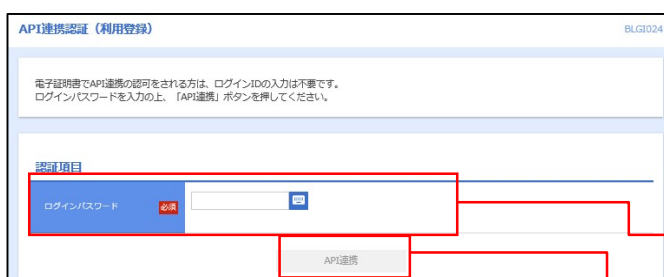 API連携認証（利用登録）
BLGI024
電子証明書でAPI連携の認可をされる方は、ログインIDの入力は不要です。
ログインパスワードを入力の上、「API連携」ボタンを押してください。
認証項目
ログインパスワード 必須
API連携